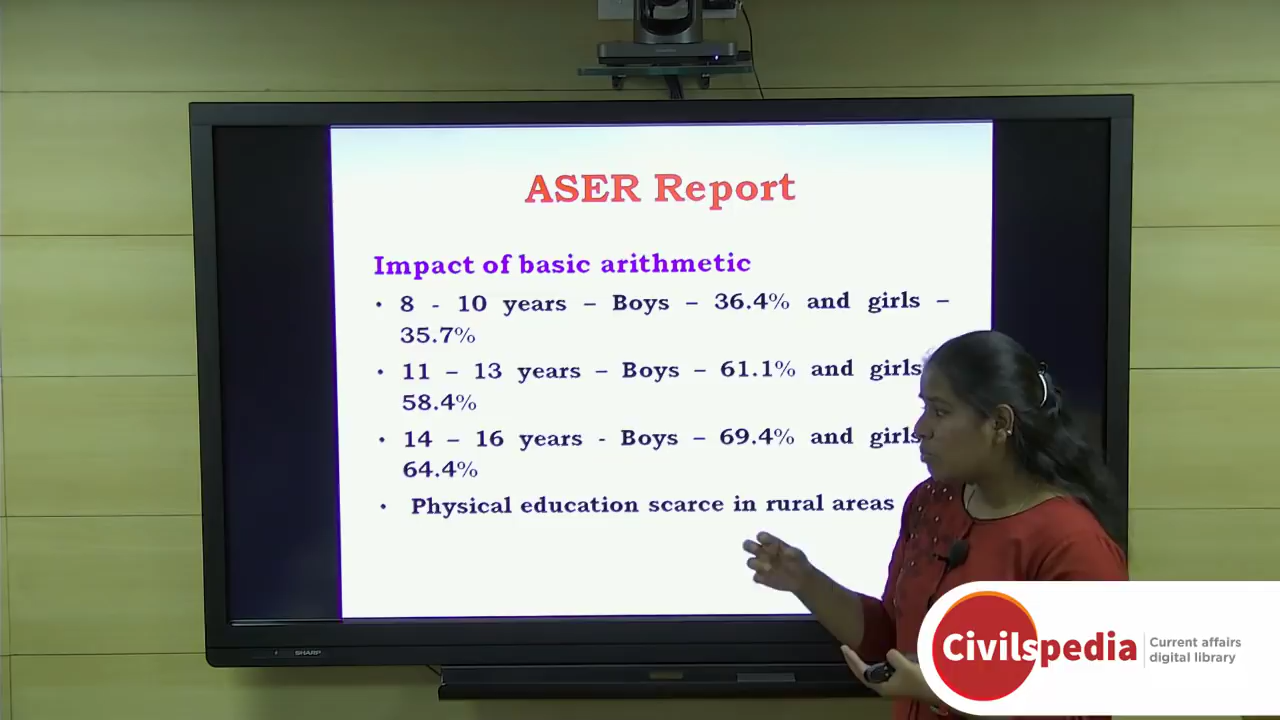 ASER Report
Impact of basic arithmetic
• 8 - 10 years – Boys – 36.4% and girls –
35.7%
• 11 – 13 years – Boys – 61.1% and girls
58.4%
• 14 – 16 years - Boys – 69.4% and girls
64.4%
• Physical education scarce in rural areas
SHARP
Civilspedia
Current affairs
digital library